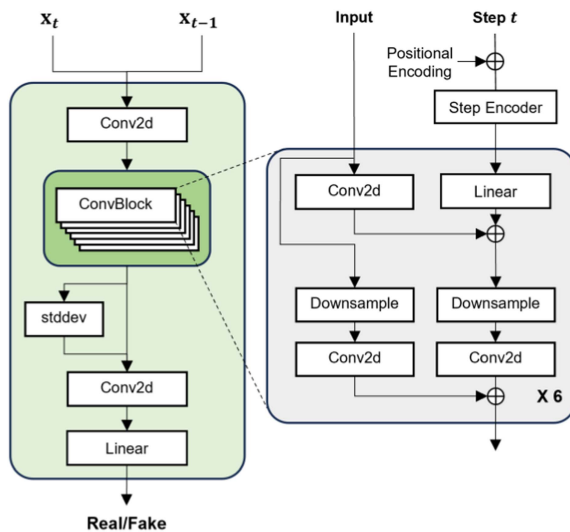 x_t
x_{t-1}
Conv2d
ConvBlock
stddev
Conv2d
Linear
Real/Fake
Input
Step t
Positional
Encoding
Step Encoder
Conv2d
Linear
Downsample
Downsample
Conv2d
Conv2d
X 6